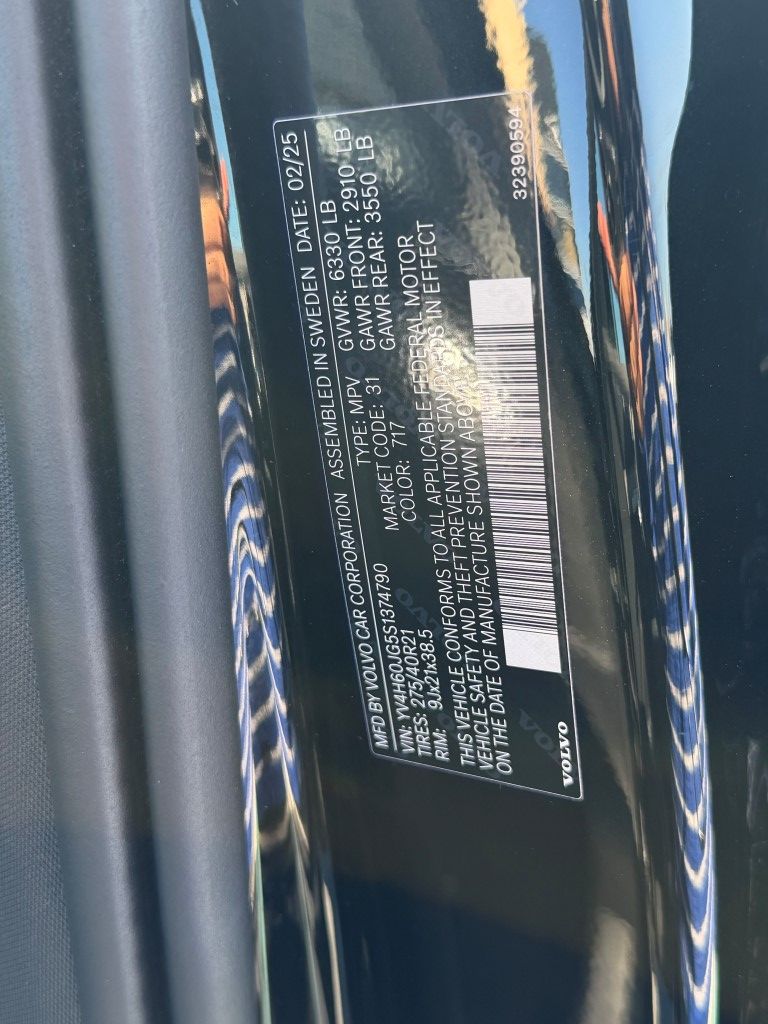 MFD BY VOLVO CAR CORPORATION ASSEMBLED IN SWEDEN DATE: 02/25
VIN: YV4H60JG5S1374790 TYPE: MPV GVWR: 6330 LB
TIRES: 275/40R21 MARKET CODE: 31 GAWR FRONT: 2910 LB
RIM: 9Jx21x38.5 COLOR: 717 GAWR REAR: 3550 LB
THIS VEHICLE CONFORMS TO ALL APPLICABLE FEDERAL MOTOR
VEHICLE SAFETY AND THEFT PREVENTION STANDARDS IN EFFECT
ON THE DATE OF MANUFACTURE SHOWN ABOVE
VOLVO 32390594